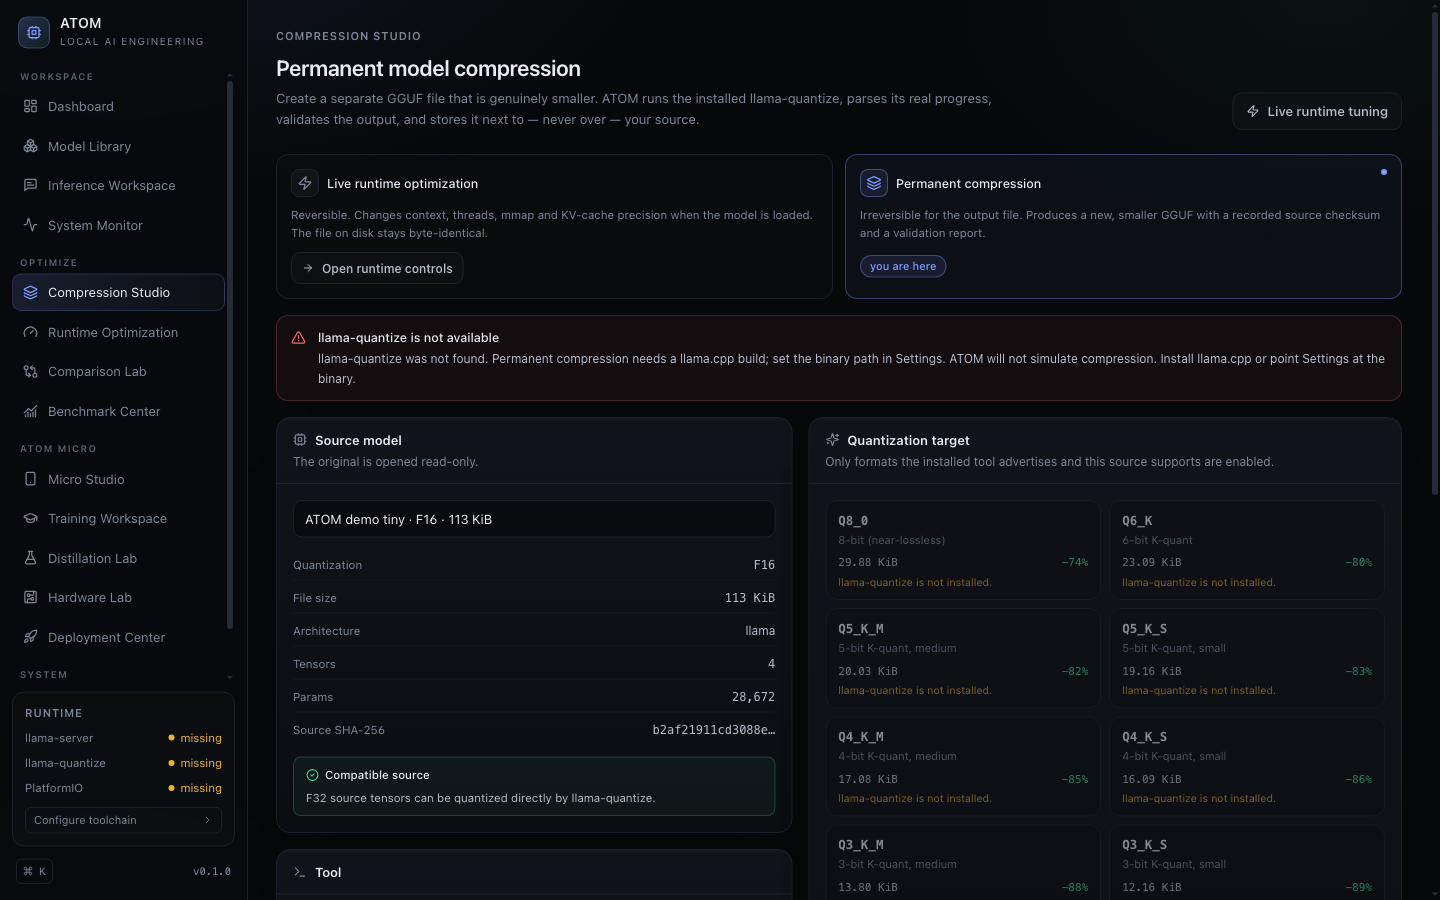 ATOM
LOCAL AI ENGINEERING
WORKSPACE
Dashboard
Model Library
Inference Workspace
System Monitor
OPTIMIZE
Compression Studio
Runtime Optimization
Comparison Lab
Benchmark Center
ATOM MICRO
Micro Studio
Training Workspace
Distillation Lab
Hardware Lab
Deployment Center
SYSTEM
RUNTIME
llama-server missing
llama-quantize missing
PlatformIO missing
Configure toolchain
⌘ K v0.1.0
COMPRESSION STUDIO
Permanent model compression
Create a separate GGUF file that is genuinely smaller. ATOM runs the installed llama-quantize, parses its real progress,
validates the output, and stores it next to — never over — your source.
Live runtime tuning
Live runtime optimization
Reversible. Changes context, threads, mmap and KV-cache precision when the model is loaded.
The file on disk stays byte-identical.
Open runtime controls
Permanent compression
Irreversible for the output file. Produces a new, smaller GGUF with a recorded source checksum
and a validation report.
you are here
llama-quantize is not available
llama-quantize was not found. Permanent compression needs a llama.cpp build; set the binary path in Settings. ATOM will not simulate compression. Install llama.cpp or point Settings at the
binary.
Source model
The original is opened read-only.
ATOM demo tiny · F16 · 113 KiB
Quantization F16
File size 113 KiB
Architecture llama
Tensors 4
Params 28,672
Source SHA-256 b2af21911cd3088e…
Compatible source
F32 source tensors can be quantized directly by llama-quantize.
Tool
Quantization target
Only formats the installed tool advertises and this source supports are enabled.
Q8_0
8-bit (near-lossless)
29.88 KiB −74%
llama-quantize is not installed.
Q6_K
6-bit K-quant
23.09 KiB −80%
llama-quantize is not installed.
Q5_K_M
5-bit K-quant, medium
20.03 KiB −82%
llama-quantize is not installed.
Q5_K_S
5-bit K-quant, small
19.16 KiB −83%
llama-quantize is not installed.
Q4_K_M
4-bit K-quant, medium
17.08 KiB −85%
llama-quantize is not installed.
Q4_K_S
4-bit K-quant, small
16.09 KiB −86%
llama-quantize is not installed.
Q3_K_M
3-bit K-quant, medium
13.80 KiB −88%
Q3_K_S
3-bit K-quant, small
12.16 KiB −89%